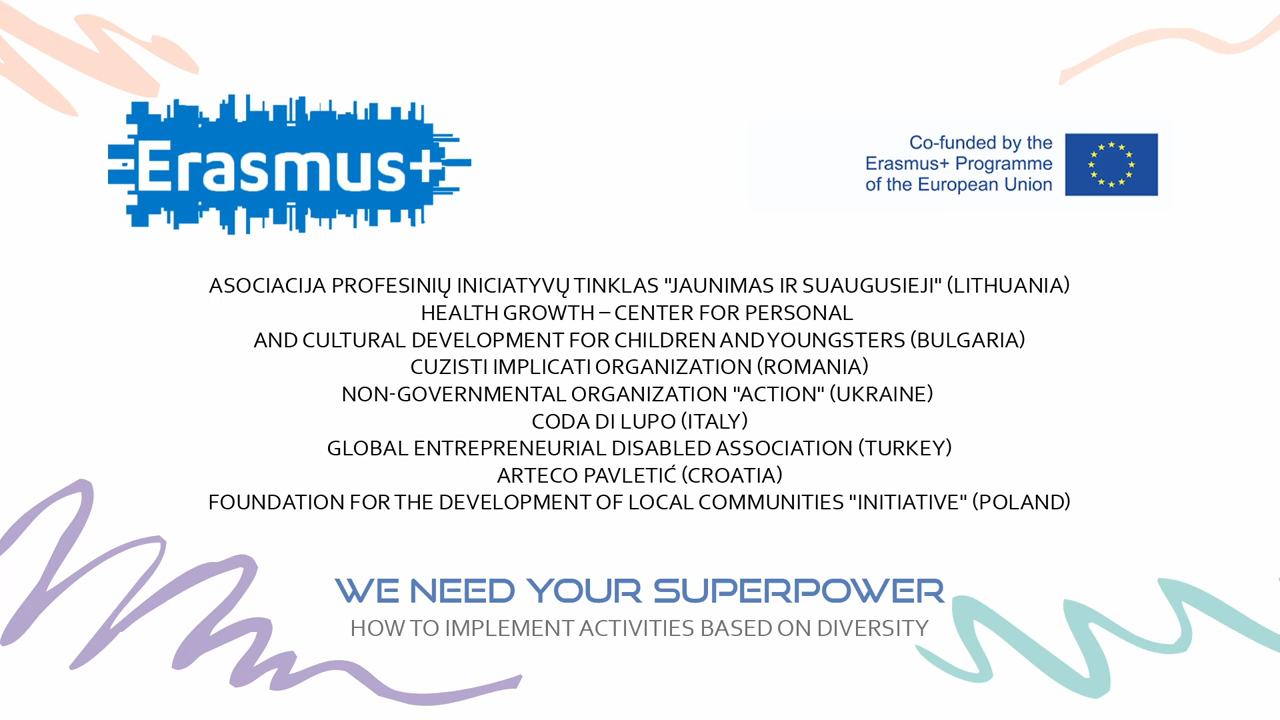 Erasmus+
Co-funded by the
Erasmus+ Programme
of the European Union
ASOCIACIJA PROFESINIŲ INICIATYVŲ TINKLAS "JAUNIMAS IR SUAUGUSIEJI" (LITHUANIA)
HEALTH GROWTH – CENTER FOR PERSONAL
AND CULTURAL DEVELOPMENT FOR CHILDREN AND YOUNGSTERS (BULGARIA)
CUZISTI IMPLICATI ORGANIZATION (ROMANIA)
NON-GOVERNMENTAL ORGANIZATION "ACTION" (UKRAINE)
CODA DI LUPO (ITALY)
GLOBAL ENTREPRENEURIAL DISABLED ASSOCIATION (TURKEY)
ARTECO PAVLETIĆ (CROATIA)
FOUNDATION FOR THE DEVELOPMENT OF LOCAL COMMUNITIES "INITIATIVE" (POLAND)
WE NEED YOUR SUPERPOWER
HOW TO IMPLEMENT ACTIVITIES BASED ON DIVERSITY